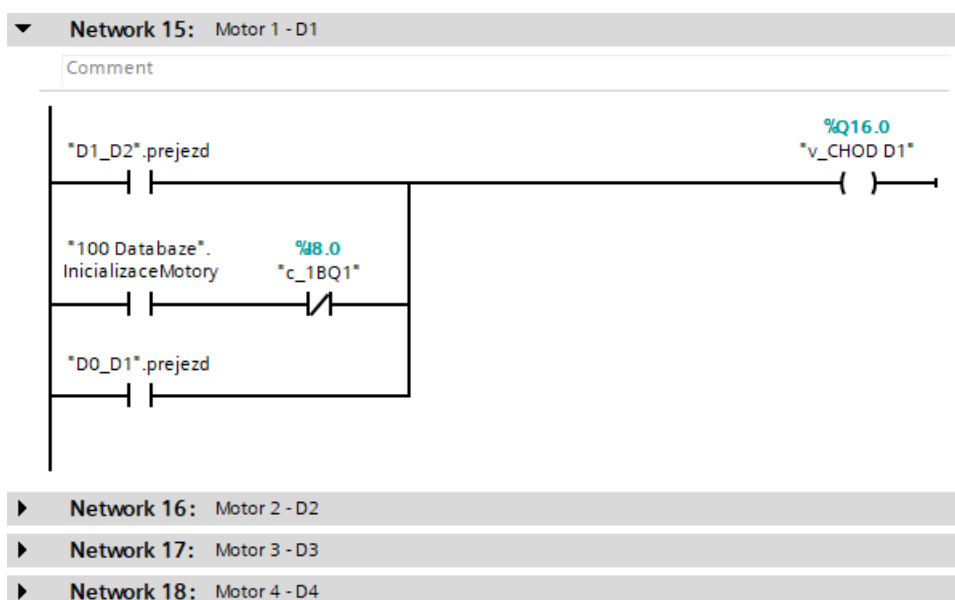 Network 15: Motor 1 - D1
Comment
%Q16.0
"D1_D2".prejezd
"v_CHOD D1"
"100 Databaze".
%I8.0
InicializaceMotory
"c_1BQ1"
"D0_D1".prejezd
Network 16: Motor 2 - D2
Network 17: Motor 3 - D3
Network 18: Motor 4 - D4